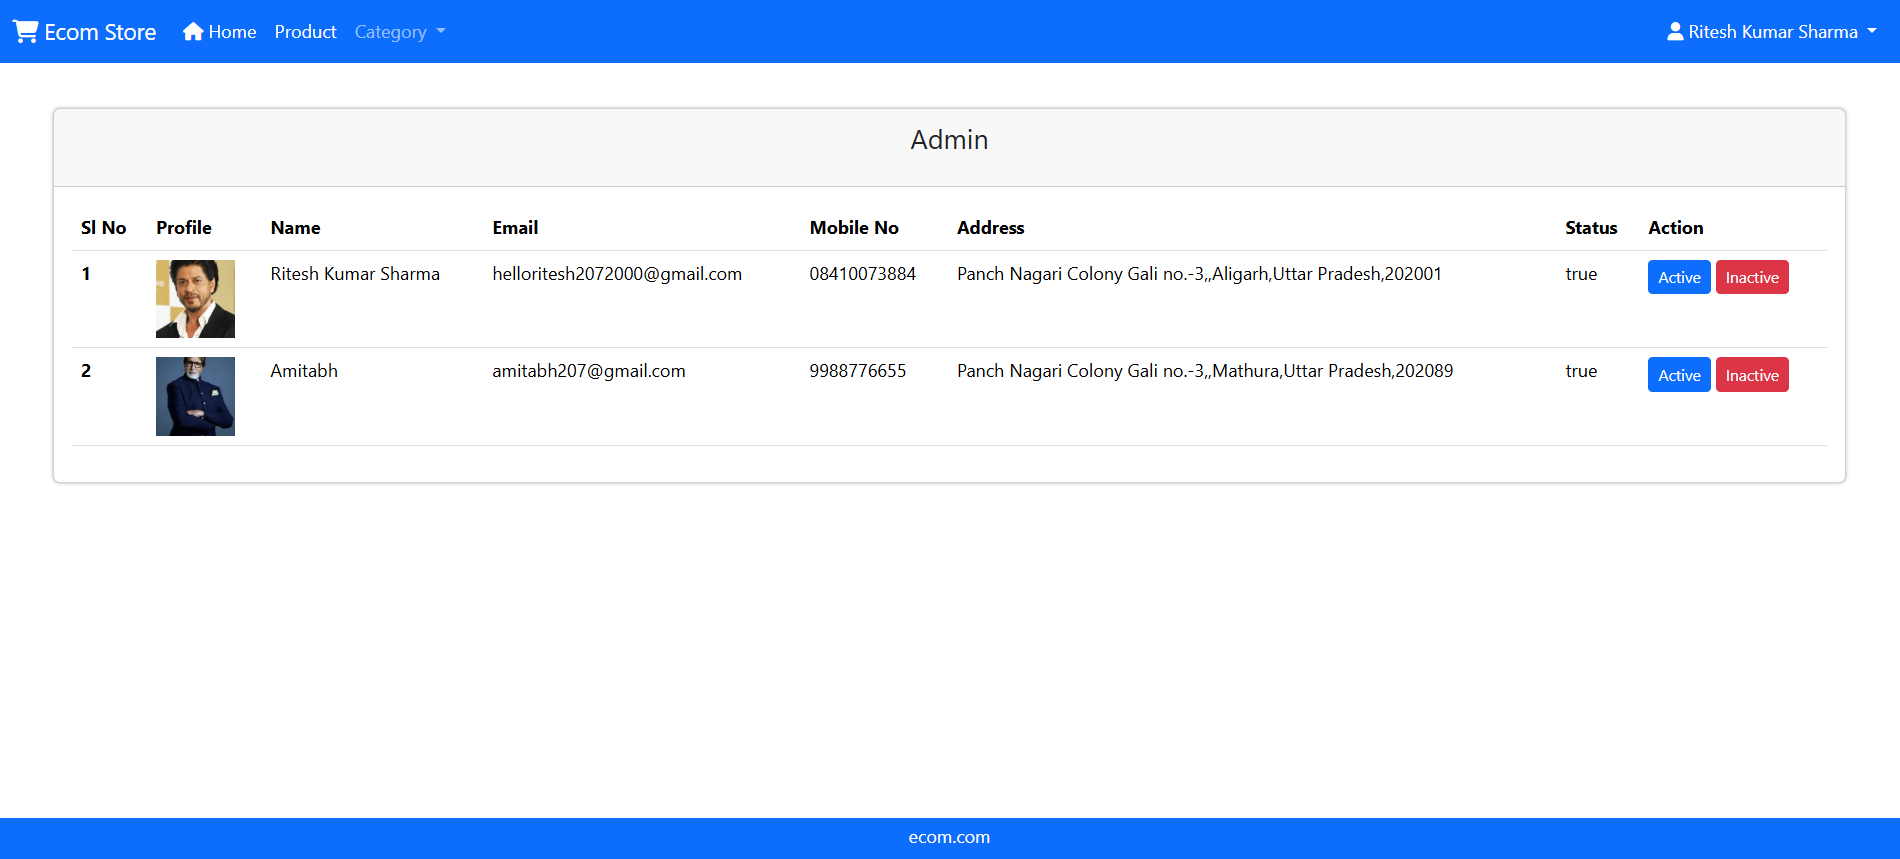 Ecom Store Home Product Category Ritesh Kumar Sharma
Admin
Sl No Profile Name Email Mobile No Address Status Action
1 Ritesh Kumar Sharma helloritesh2072000@gmail.com 08410073884 Panch Nagari Colony Gali no.-3,,Aligarh,Uttar Pradesh,202001 true Active Inactive
2 Amitabh amitabh207@gmail.com 9988776655 Panch Nagari Colony Gali no.-3,,Mathura,Uttar Pradesh,202089 true Active Inactive
ecom.com